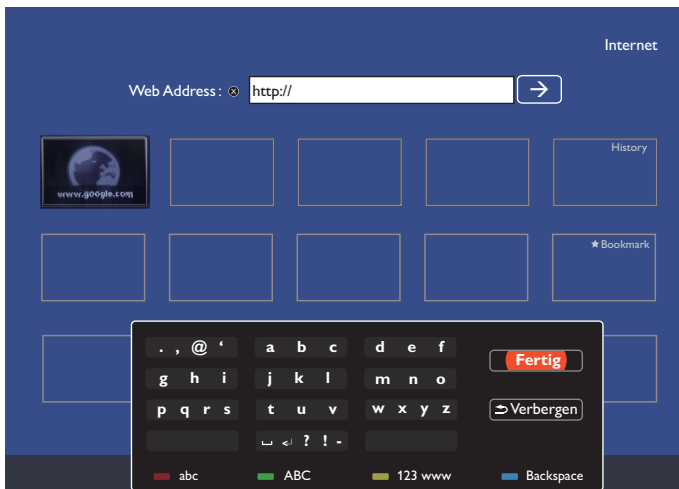 Internet
Web Address : ⊗ http:// →
www.google.com
History
★Bookmark
. , @ ‘ a b c d e f
Fertig
g h i j k l m n o
p q r s t u v w x y z
Verbergen
⎵ ↵ ? ! -
abc ABC 123 www Backspace